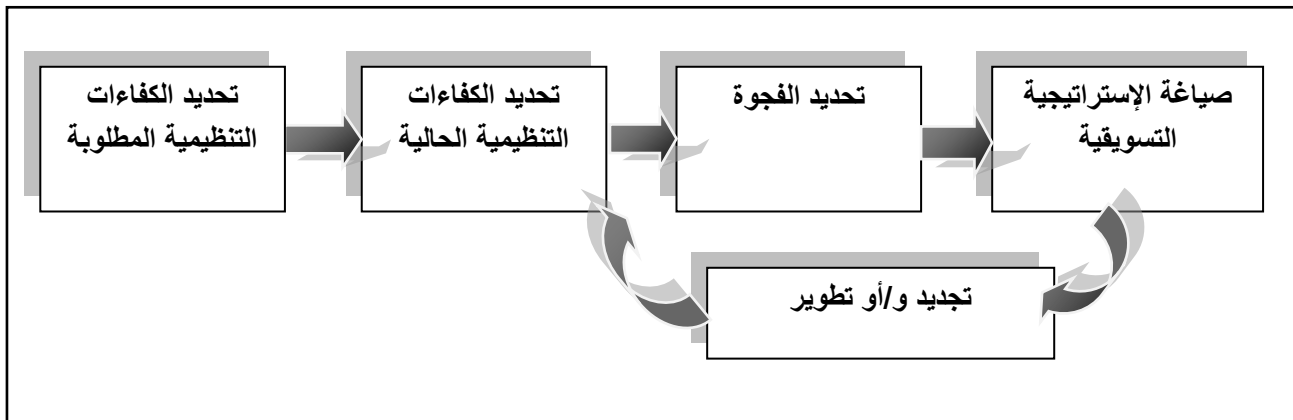 تحديد الكفاءات
التنظيمية المطلوبة
تحديد الكفاءات
التنظيمية الحالية
تحديد الفجوة
صياغة الإستراتيجية
التسويقية
تجديد و/أو تطوير